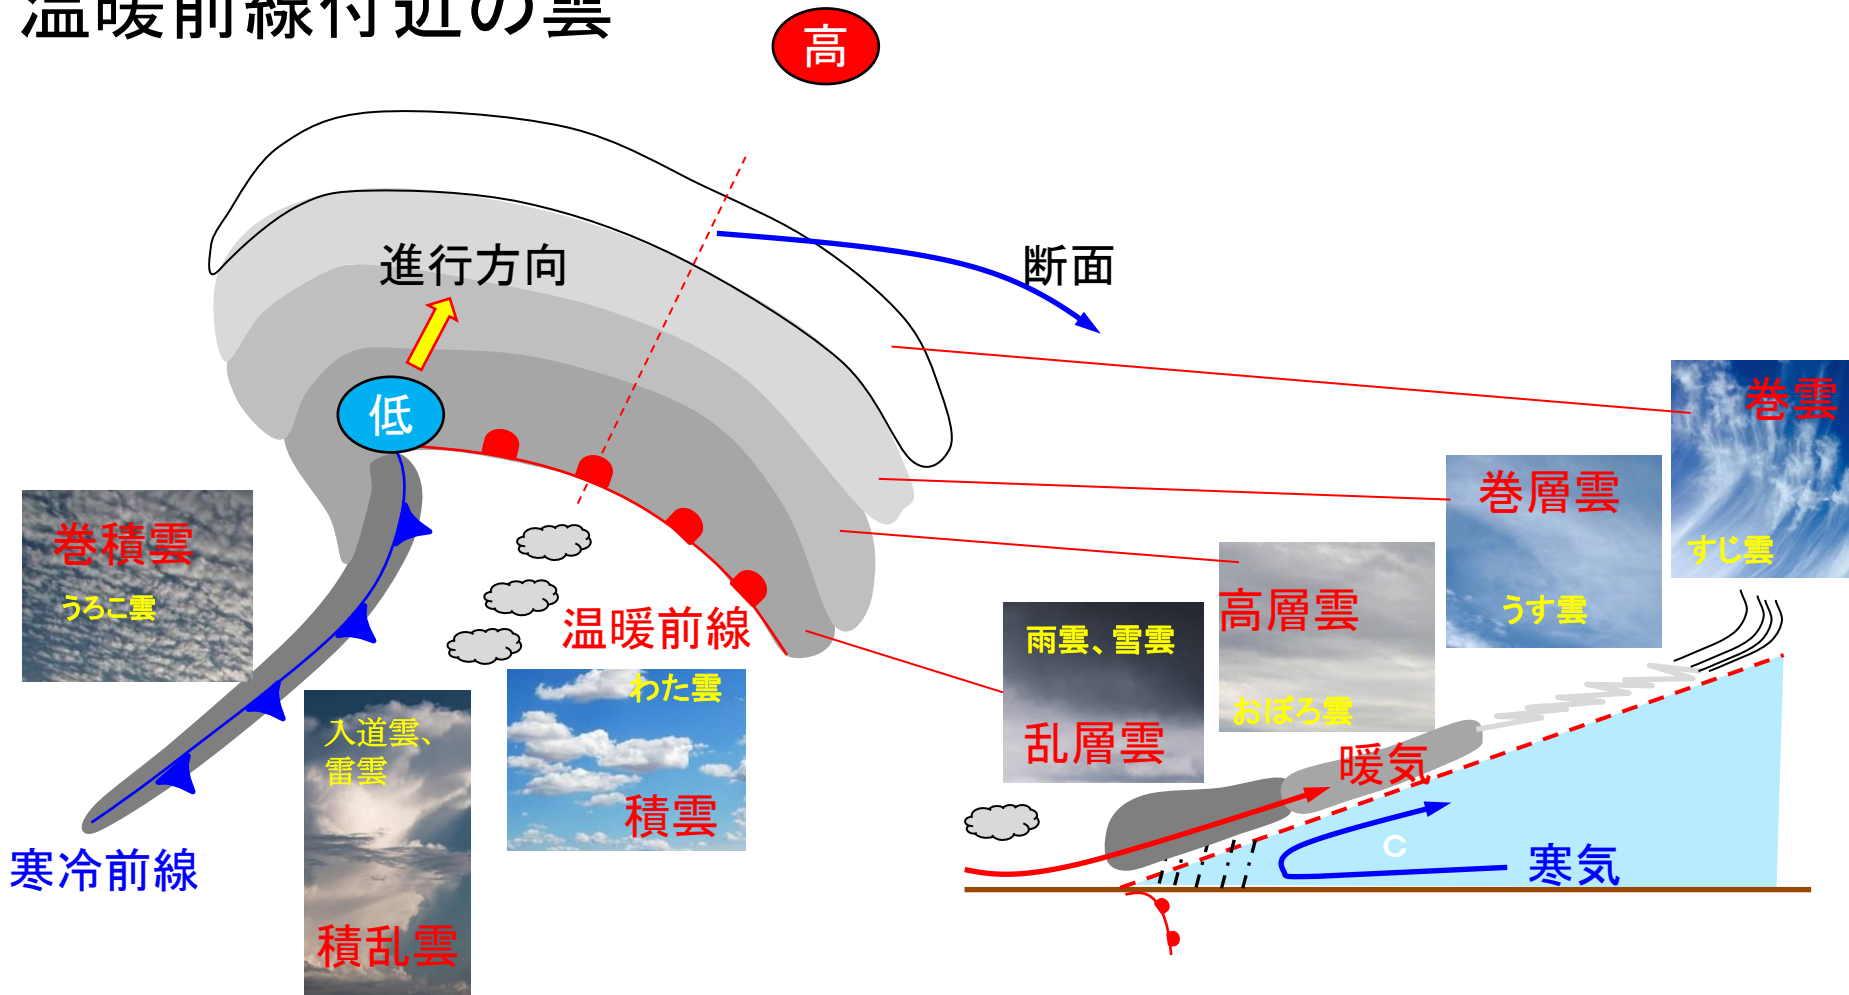 温暖前線付近の雲
高
進行方向
断面
低
巻雲
すじ雲
巻層雲
うす雲
巻積雲
うろこ雲
高層雲
おぼろ雲
雨雲、雪雲
乱層雲
温暖前線
わた雲
積雲
入道雲、
雷雲
積乱雲
寒冷前線
暖気
C
寒気